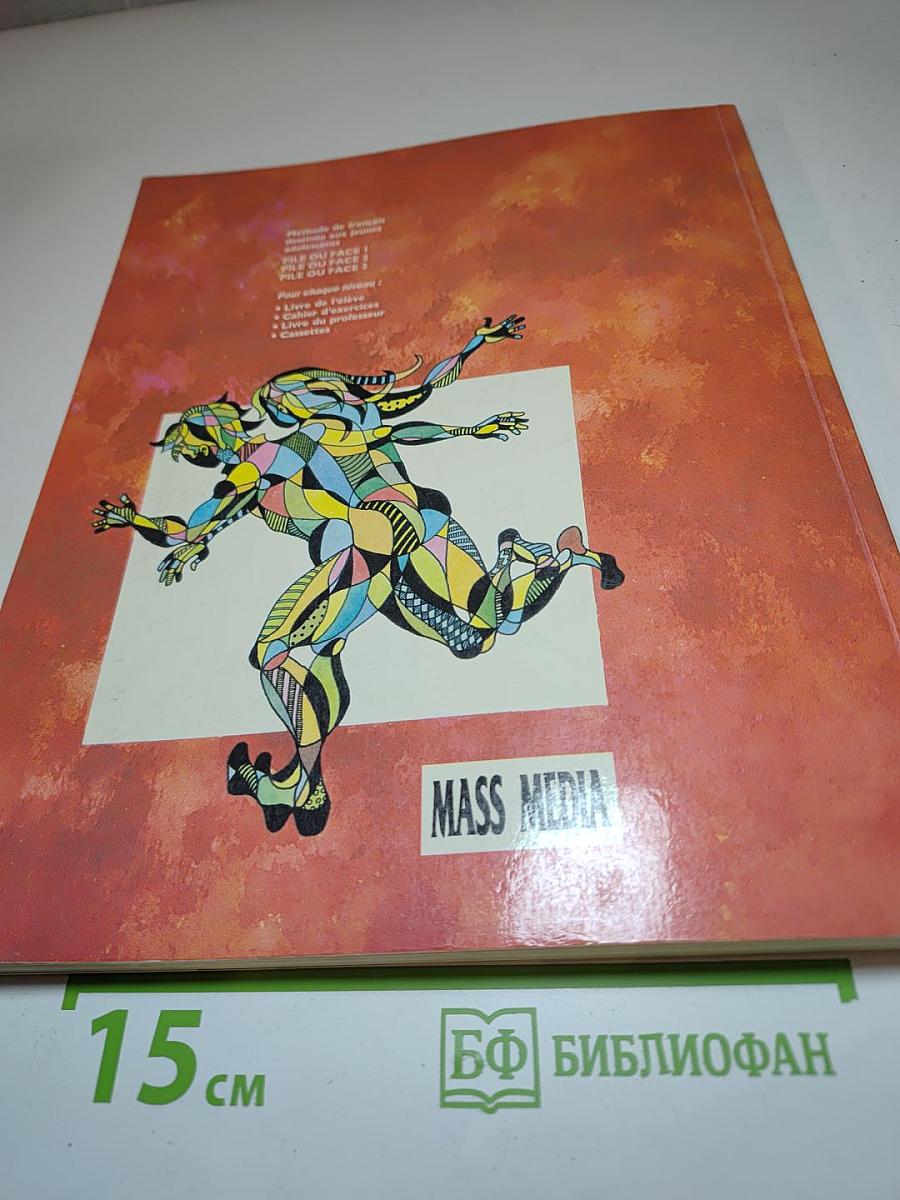 Méthode de français
destinée aux jeunes
adolescents
PILE OU FACE 1
PILE OU FACE 2
PILE OU FACE 3
Pour chaque niveau :
• Livre de l'élève
• Cahier d'exercices
• Livre du professeur
• Cassettes
MASS MEDIA
15 см
БФ БИБЛИОФАН